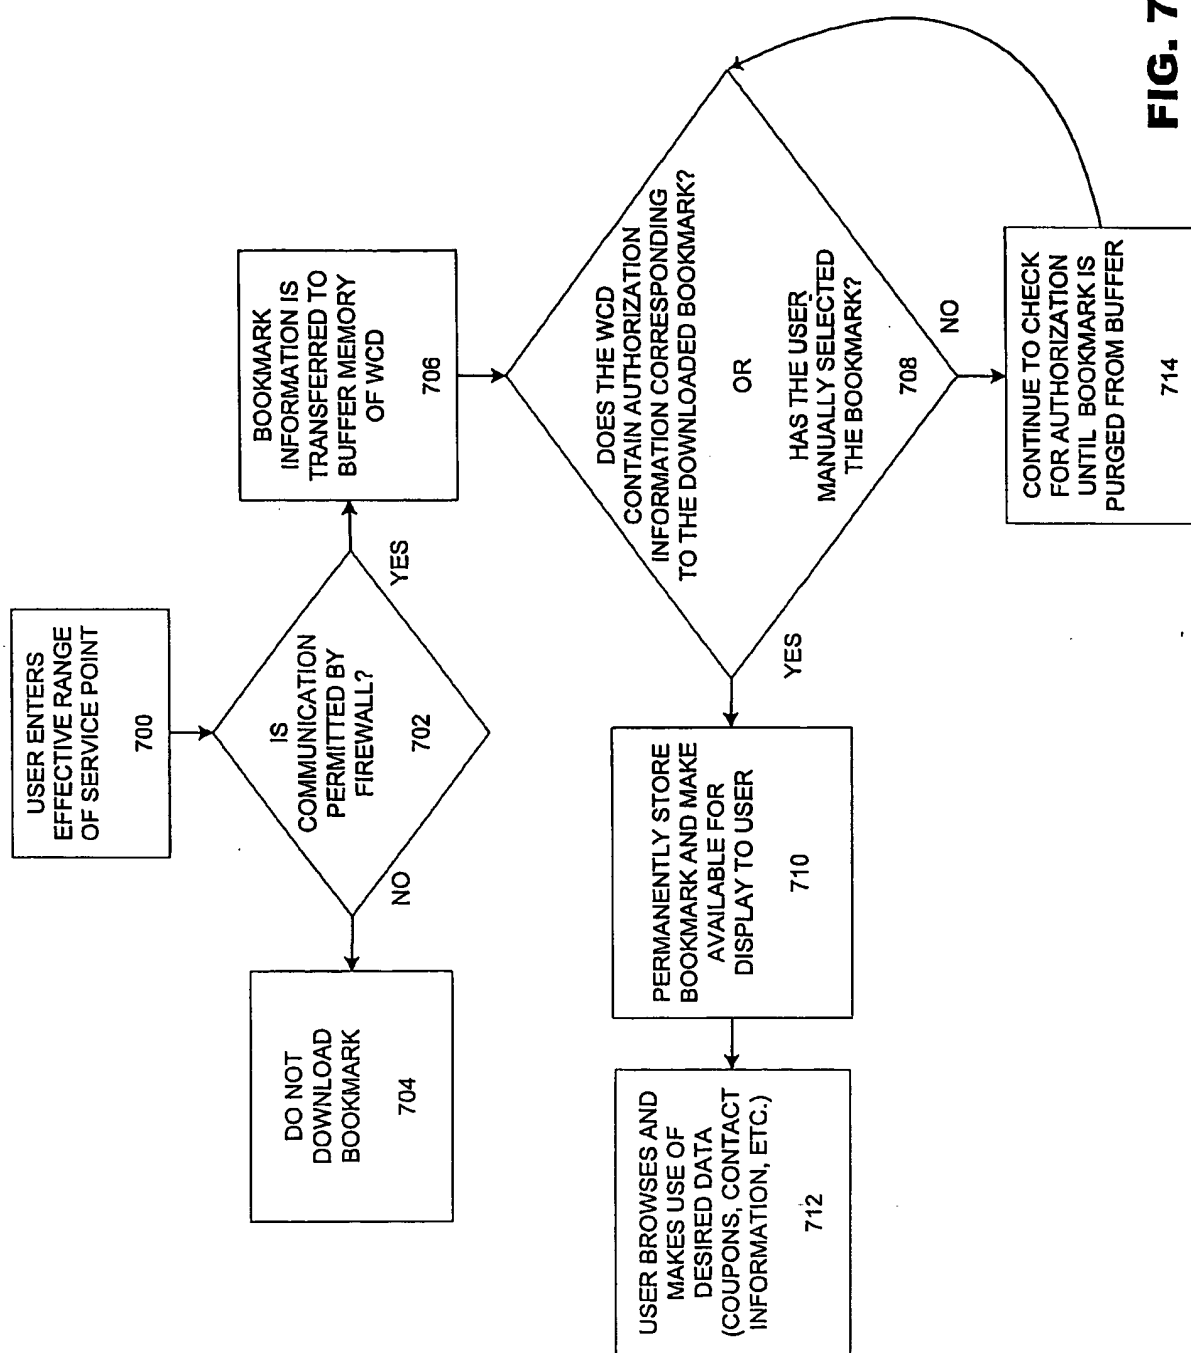 USER ENTERS
EFFECTIVE RANGE
OF SERVICE POINT
700
IS
COMMUNICATION
PERMITTED BY
FIREWALL?
702
NO
YES
DO NOT
DOWNLOAD
BOOKMARK
704
BOOKMARK
INFORMATION IS
TRANSFERRED TO
BUFFER MEMORY
OF WCD
706
DOES THE WCD
CONTAIN AUTHORIZATION
INFORMATION CORRESPONDING
TO THE DOWNLOADED BOOKMARK?
OR
HAS THE USER
MANUALLY SELECTED
THE BOOKMARK?
708
YES
NO
PERMANENTLY STORE
BOOKMARK AND MAKE
AVAILABLE FOR
DISPLAY TO USER
710
USER BROWSES AND
MAKES USE OF
DESIRED DATA
(COUPONS, CONTACT
INFORMATION, ETC.)
712
CONTINUE TO CHECK
FOR AUTHORIZATION
UNTIL BOOKMARK IS
PURGED FROM BUFFER
714
FIG. 7